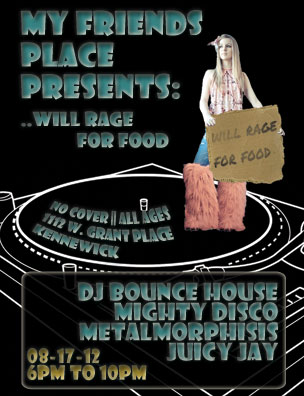 MY FRIENDS
PLACE
PRESENTS:
..WILL RAGE
FOR FOOD
WILL RAGE
FOR FOOD
NO COVER || ALL AGES
7112 W. GRANT PLACE
KENNEWICK
DJ BOUNCE HOUSE
MIGHTY DISCO
METALMORPHISIS
JUICY JAY
08-17-12
6PM TO 10PM